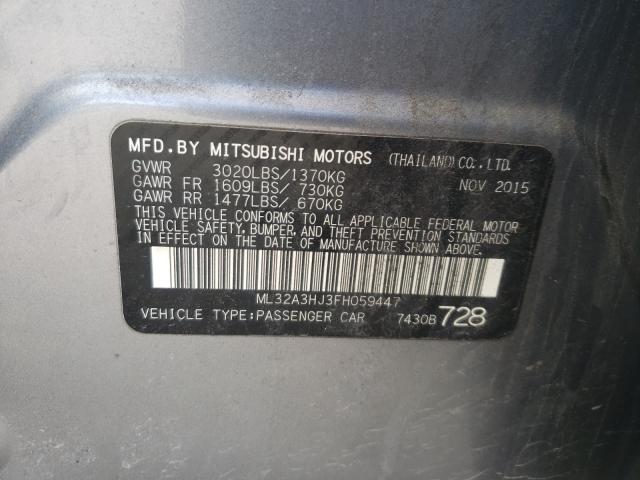 MFD.BY MITSUBISHI MOTORS (THAILAND)CO.,LTD.
GVWR 3020LBS/1370KG NOV 2015
GAWR FR 1609LBS/ 730KG
GAWR RR 1477LBS/ 670KG
THIS VEHICLE CONFORMS TO ALL APPLICABLE FEDERAL MOTOR
VEHICLE SAFETY, BUMPER, AND THEFT PREVENTION STANDARDS
IN EFFECT ON THE DATE OF MANUFACTURE SHOWN ABOVE.
ML32A3HJ3FH059447
VEHICLE TYPE:PASSENGER CAR 7430B 728